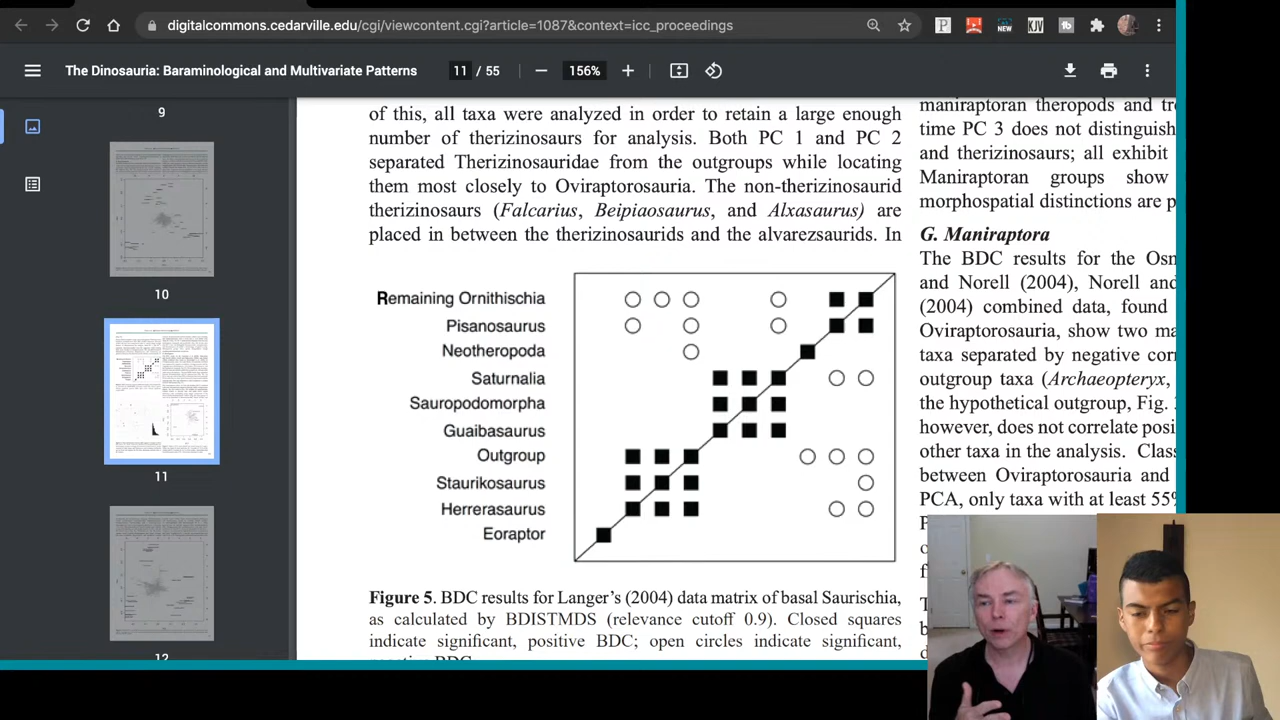 digitalcommons.cedarville.edu/cgi/viewcontent.cgi?article=1087&context=icc_proceedings
NEW
KJV
The Dinosauria: Baraminological and Multivariate Patterns
11 / 55
156%
9
10
11
12
of this, all taxa were analyzed in order to retain a large enough
number of therizinosaurs for analysis. Both PC 1 and PC 2
separated Therizinosauridae from the outgroups while locating
them most closely to Oviraptorosauria. The non-therizinosaurid
therizinosaurs (Falcarius, Beipiaosaurus, and Alxasaurus) are
placed in between the therizinosaurids and the alvarezsaurids. In
Remaining Ornithischia
Pisanosaurus
Neotheropoda
Saturnalia
Sauropodomorpha
Guaibasaurus
Outgroup
Staurikosaurus
Herrerasaurus
Eoraptor
Figure 5. BDC results for Langer's (2004) data matrix of basal Saurischia,
as calculated by BDISTMDS (relevance cutoff 0.9). Closed squares
indicate significant, positive BDC; open circles indicate significant,
negative BDC
maniraptoran theropods and
time PC 3 does not distinguish
and therizinosaurs; all exhibit
Maniraptoran groups show
morphospatial distinctions are
G. Maniraptora
The BDC results for the
and Norell (2004), Norell
(2004) combined data, found
Oviraptorosauria, show two
taxa separated by negative
outgroup taxa (Archaeopteryx,
the hypothetical outgroup, Fig.
however, does not correlate
other taxa in the analysis.
between Oviraptorosauria and
PCA, only taxa with at least 55%